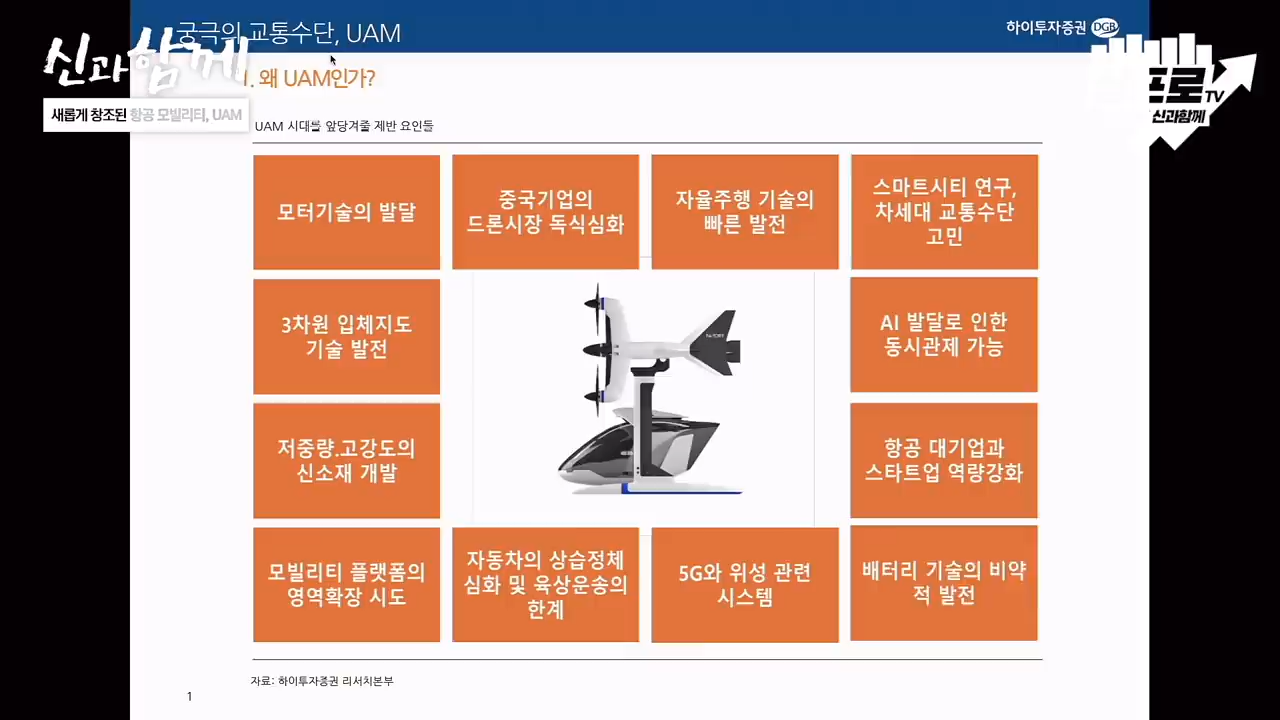 궁극의 교통수단, UAM
하이투자증권 DGB
신과함께
새롭게 창조된 항공 모빌리티, UAM
프로TV
신과함께
1. 왜 UAM인가?
UAM 시대를 앞당겨줄 제반 요인들
모터기술의 발달
중국기업의
드론시장 독식심화
자율주행 기술의
빠른 발전
스마트시티 연구,
차세대 교통수단
고민
3차원 입체지도
기술 발전
AI 발달로 인한
동시관제 가능
저중량.고강도의
신소재 개발
항공 대기업과
스타트업 역량강화
모빌리티 플랫폼의
영역확장 시도
자동차의 상습정체
심화 및 육상운송의
한계
5G와 위성 관련
시스템
배터리 기술의 비약
적 발전
자료: 하이투자증권 리서치본부
1